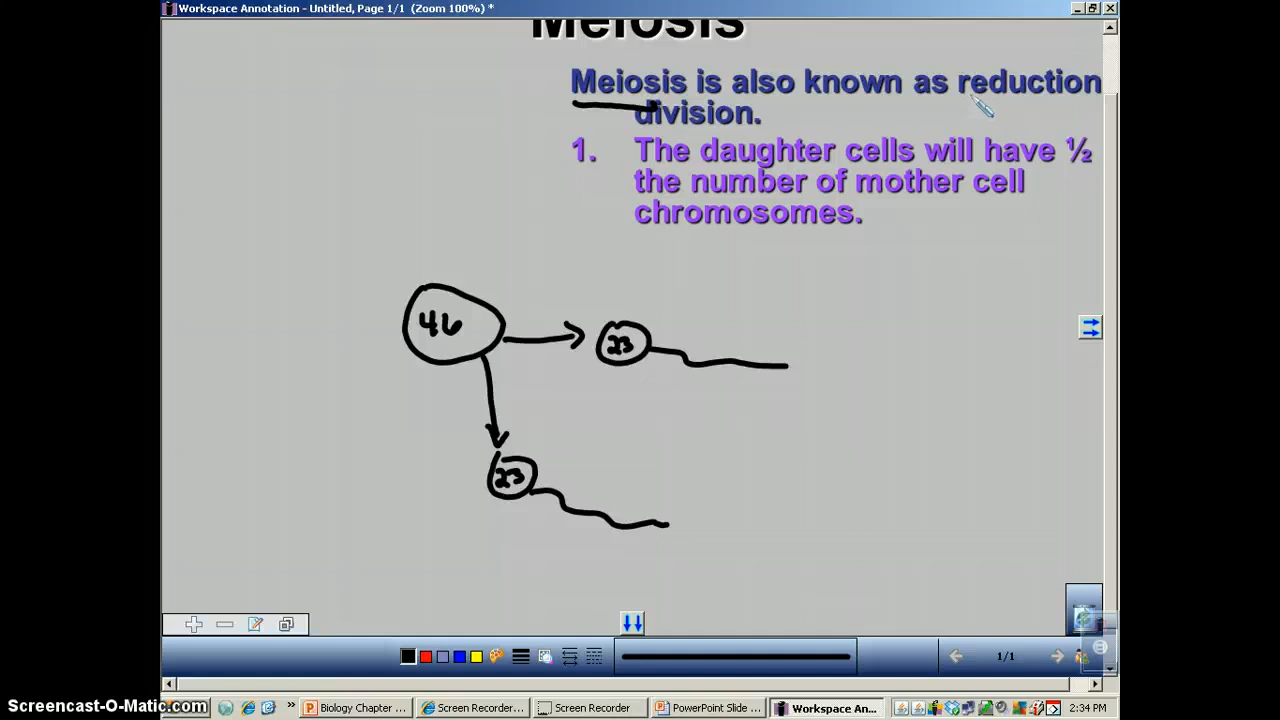 Workspace Annotation - Untitled, Page 1/1 (Zoom 100%) *
Meiosis
Meiosis is also known as reduction
division.
1. The daughter cells will have ½
the number of mother cell
chromosomes.
46
23
23
1/1
Screencast-O-Matic.com
» Biology Chapter ...
Screen Recorder...
Screen Recorder
PowerPoint Slide ...
Workspace An...
2:34 PM